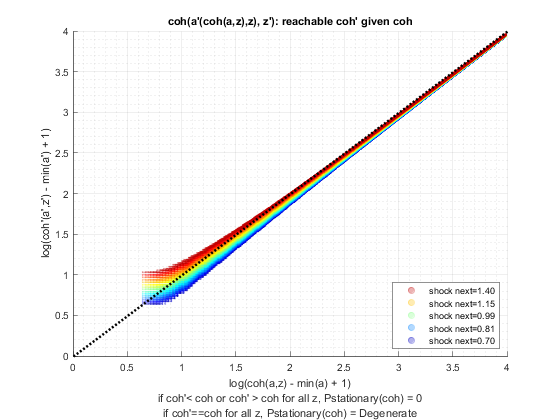 coh(a'(coh(a,z),z), z'): reachable coh' given coh
4
3.5
3
2.5
2
1.5
1
0.5
0
log(coh'(a',z') - min(a') + 1)
shock next=1.40
shock next=1.15
shock next=0.99
shock next=0.81
shock next=0.70
0 0.5 1 1.5 2 2.5 3 3.5 4
log(coh(a,z) - min(a) + 1)
if coh'< coh or coh' > coh for all z, Pstationary(coh) = 0
if coh'==coh for all z, Pstationary(coh) = Degenerate